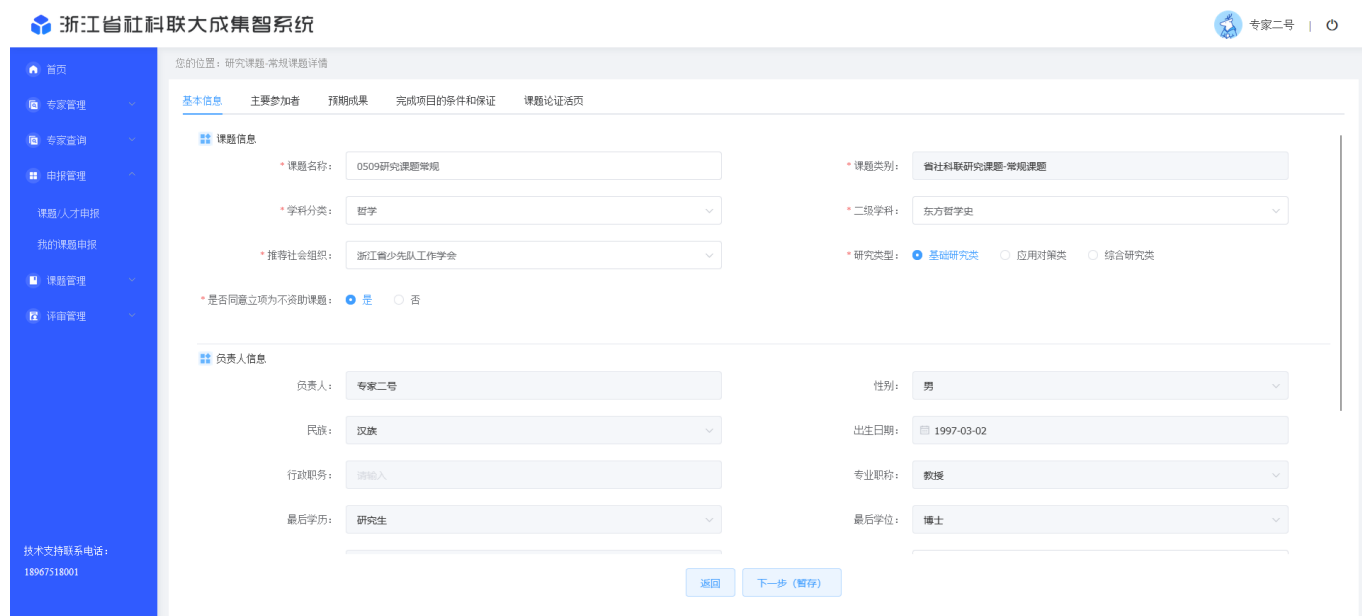 浙江省社科联大成集智系统
专家二号 |
首页
专家管理
专家查询
申报管理
课题/人才申报
我的课题申报
课题管理
评审管理
技术支持联系电话：
18967518001
您的位置：研究课题-常规课题详情
基本信息 主要参加者 预期成果 完成项目的条件和保证 课题论证活页
课题信息
* 课题名称： 0509研究课题常规 * 课题类别： 省社科联研究课题-常规课题
* 学科分类： 哲学 * 二级学科： 东方哲学史
* 推荐社会组织： 浙江省少先队工作学会 * 研究类型： 基础研究类 应用对策类 综合研究类
* 是否同意立项为不资助课题： 是 否
负责人信息
负责人： 专家二号 性别： 男
民族： 汉族 出生日期： 1997-03-02
行政职务： 请输入 专业职称： 教授
最后学历： 研究生 最后学位： 博士
返回 下一步（暂存）